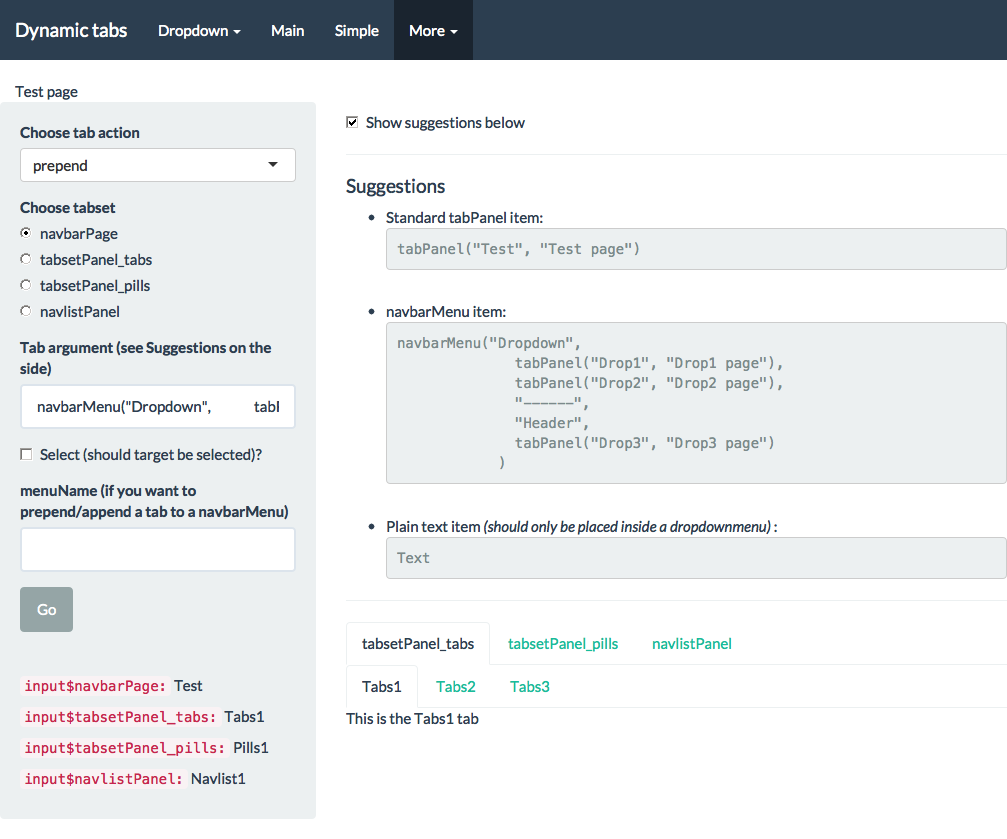 Dynamic tabs Dropdown Main Simple More
Test page
Choose tab action
prepend
Choose tabset
navbarPage
tabsetPanel_tabs
tabsetPanel_pills
navlistPanel
Tab argument (see Suggestions on the
side)
navbarMenu("Dropdown", tabl
Select (should target be selected)?
menuName (if you want to
prepend/append a tab to a navbarMenu)
Go
input$navbarPage: Test
input$tabsetPanel_tabs: Tabs1
input$tabsetPanel_pills: Pills1
input$navlistPanel: Navlist1
Show suggestions below
Suggestions
Standard tabPanel item:
tabPanel("Test", "Test page")
navbarMenu item:
navbarMenu("Dropdown",
tabPanel("Drop1", "Drop1 page"),
tabPanel("Drop2", "Drop2 page"),
"------",
"Header",
tabPanel("Drop3", "Drop3 page")
)
Plain text item (should only be placed inside a dropdownmenu) :
Text
tabsetPanel_tabs tabsetPanel_pills navlistPanel
Tabs1 Tabs2 Tabs3
This is the Tabs1 tab